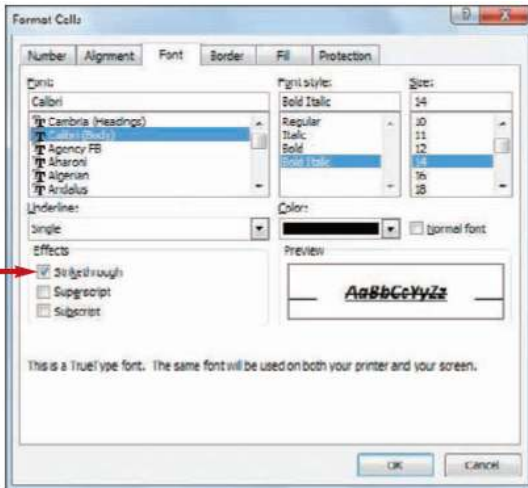 Format Cells
Number Alignment Font Border Fill Protection
Font: Font style: Size:
Calibri Bold Italic 14
Cambria (Headings) Regular 10
Calibri (Body) Italic 11
Agency FB Bold 12
Aharoni Bold Italic 14
Algerian 16
Andalus 18
Underline: Color:
Single Normal font
Effects Preview
Strikethrough
Superscript AaBbCcYyZz
Subscript
This is a TrueType font. The same font will be used on both your printer and your screen.
OK Cancel